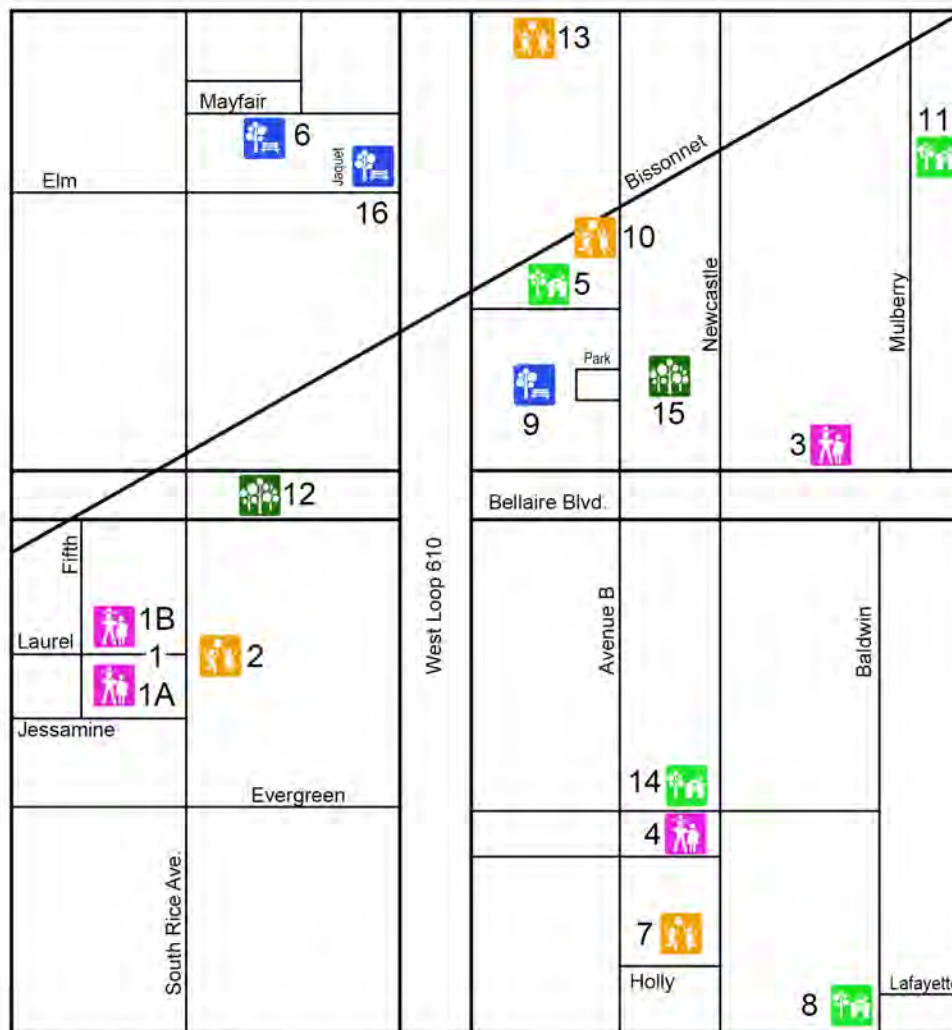 13
Mayfair
6
11
Bissonnet
Jaquet
Elm
16
10
5
Newcastle
Mulberry
Park
9
15
3
12
Bellaire Blvd.
Fifth
West Loop 610
Avenue B
Baldwin
1B
Laurel
1
2
1A
Jessamine
14
Evergreen
4
South Rice Ave.
7
Holly
8
Lafayette